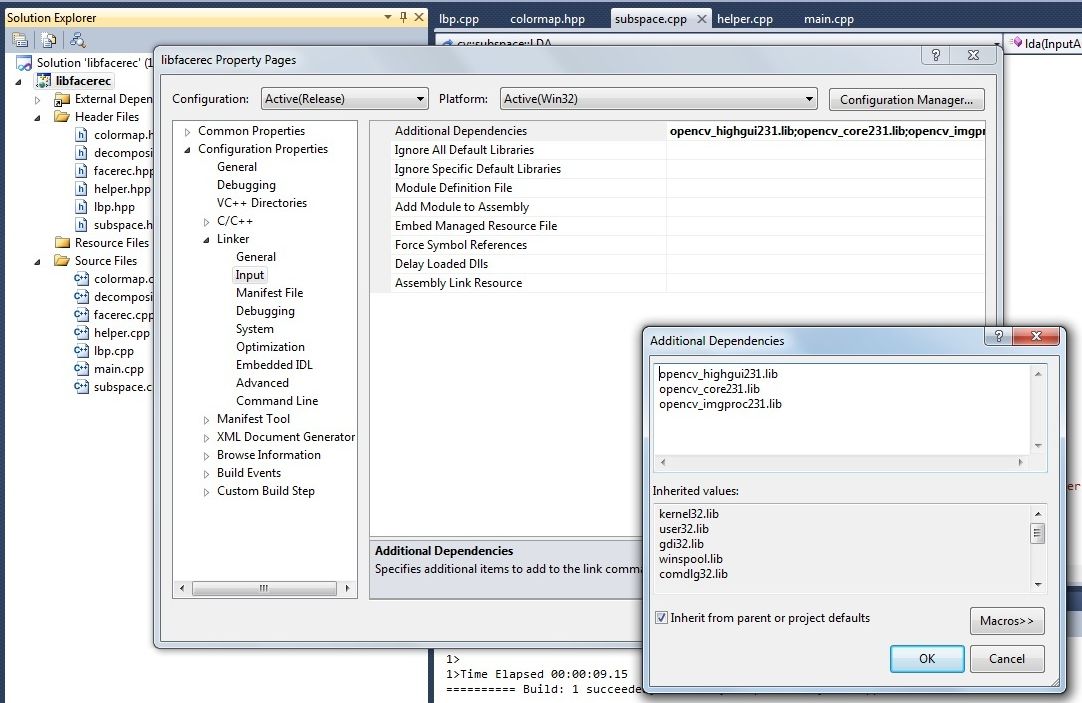 Solution Explorer
lbp.cpp
colormap.hpp
subspace.cpp
helper.cpp
main.cpp
cv::subspace::LDA
lda(InputA
Solution 'libfacerec' (1
libfacerec
External Depen
Header Files
colormap.h
decomposi
facerec.hpp
helper.hpp
lbp.hpp
subspace.h
Resource Files
Source Files
colormap.c
decomposi
facerec.cpp
helper.cpp
lbp.cpp
main.cpp
subspace.c
libfacerec Property Pages
Configuration:
Active(Release)
Platform:
Active(Win32)
Configuration Manager...
Common Properties
Configuration Properties
General
Debugging
VC++ Directories
C/C++
Linker
General
Input
Manifest File
Debugging
System
Optimization
Embedded IDL
Advanced
Command Line
Manifest Tool
XML Document Generator
Browse Information
Build Events
Custom Build Step
Additional Dependencies
opencv_highgui231.lib;opencv_core231.lib;opencv_imgpr
Ignore All Default Libraries
Ignore Specific Default Libraries
Module Definition File
Add Module to Assembly
Embed Managed Resource File
Force Symbol References
Delay Loaded Dlls
Assembly Link Resource
Additional Dependencies
Specifies additional items to add to the link comma
Additional Dependencies
opencv_highgui231.lib
opencv_core231.lib
opencv_imgproc231.lib
Inherited values:
kernel32.lib
user32.lib
gdi32.lib
winspool.lib
comdlg32.lib
Inherit from parent or project defaults
Macros>>
OK
Cancel
er
1>
1>Time Elapsed 00:00:09.15
========== Build: 1 succeede